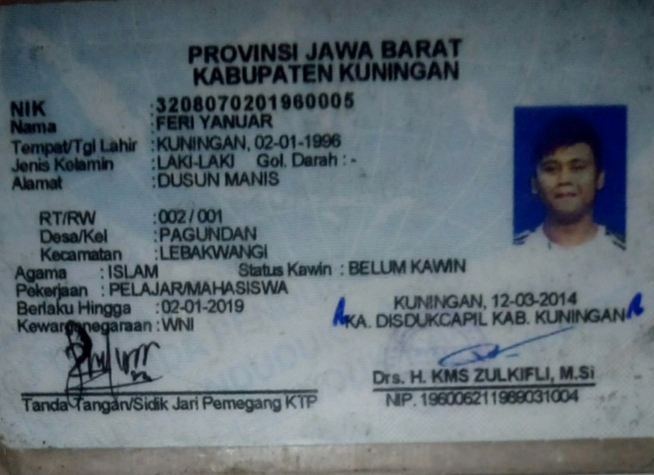 PROVINSI JAWA BARAT
KABUPATEN KUNINGAN
NIK : 3208070201960005
Nama : FERI YANUAR
Tempat/Tgl Lahir : KUNINGAN, 02-01-1996
Jenis Kelamin : LAKI-LAKI Gol. Darah : -
Alamat : DUSUN MANIS
RT/RW : 002 / 001
Desa/Kel : PAGUNDAN
Kecamatan : LEBAKWANGI
Agama : ISLAM Status Kawin : BELUM KAWIN
Pekerjaan : PELAJAR/MAHASISWA
Berlaku Hingga : 02-01-2019
Kewarganegaraan : WNI
KUNINGAN, 12-03-2014
KA. DISDUKCAPIL KAB. KUNINGAN
Drs. H. KMS ZULKIFLI, M.Si
NIP. 196006211989031004
Tanda Tangan/Sidik Jari Pemegang KTP